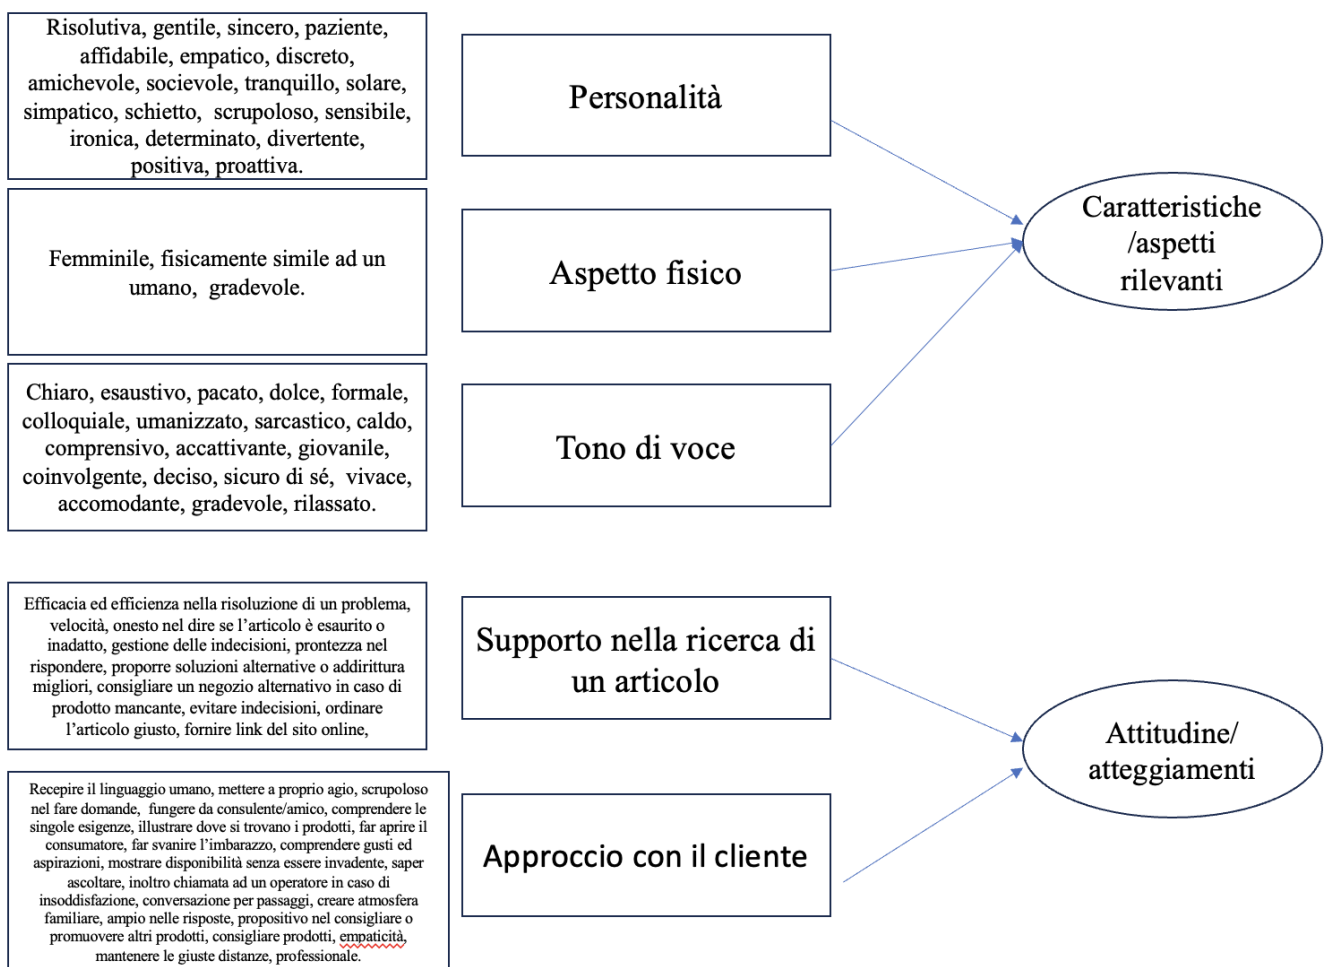 Risolutiva, gentile, sincero, paziente,
affidabile, empatico, discreto,
amichevole, socievole, tranquillo, solare,
simpatico, schietto, scrupoloso, sensibile,
ironica, determinato, divertente,
positiva, proattiva.
Personalità
Femminile, fisicamente simile ad un
umano, gradevole.
Aspetto fisico
Chiaro, esaustivo, pacato, dolce, formale,
colloquiale, umanizzato, sarcastico, caldo,
comprensivo, accattivante, giovanile,
coinvolgente, deciso, sicuro di sé, vivace,
accomodante, gradevole, rilassato.
Tono di voce
Caratteristiche
/aspetti
rilevanti
Efficacia ed efficienza nella risoluzione di un problema,
velocità, onesto nel dire se l’articolo è esaurito o
inadatto, gestione delle indecisioni, prontezza nel
rispondere, proporre soluzioni alternative o addirittura
migliori, consigliare un negozio alternativo in caso di
prodotto mancante, evitare indecisioni, ordinare
l’articolo giusto, fornire link del sito online,
Supporto nella ricerca di
un articolo
Recepire il linguaggio umano, mettere a proprio agio, scrupoloso
nel fare domande, fungere da consulente/amico, comprendere le
singole esigenze, illustrare dove si trovano i prodotti, far aprire il
consumatore, far svanire l’imbarazzo, comprendere gusti ed
aspirazioni, mostrare disponibilità senza essere invadente, saper
ascoltare, inoltro chiamata ad un operatore in caso di
insoddisfazione, conversazione per passaggi, creare atmosfera
familiare, ampio nelle risposte, propositivo nel consigliare o
promuovere altri prodotti, consigliare prodotti, empaticità,
mantenere le giuste distanze, professionale.
Approccio con il cliente
Attitudine/
atteggiamenti